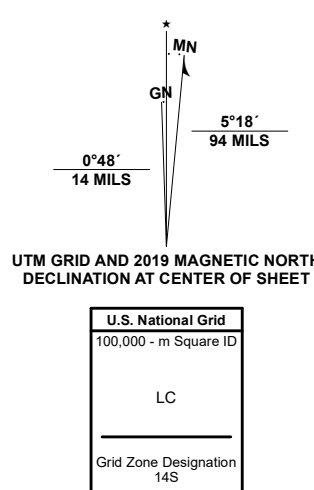 ★
MN
GN
5°18´
94 MILS
0°48´
14 MILS
UTM GRID AND 2019 MAGNETIC NORTH
DECLINATION AT CENTER OF SHEET
U.S. National Grid
100,000 - m Square ID
LC
Grid Zone Designation
14S